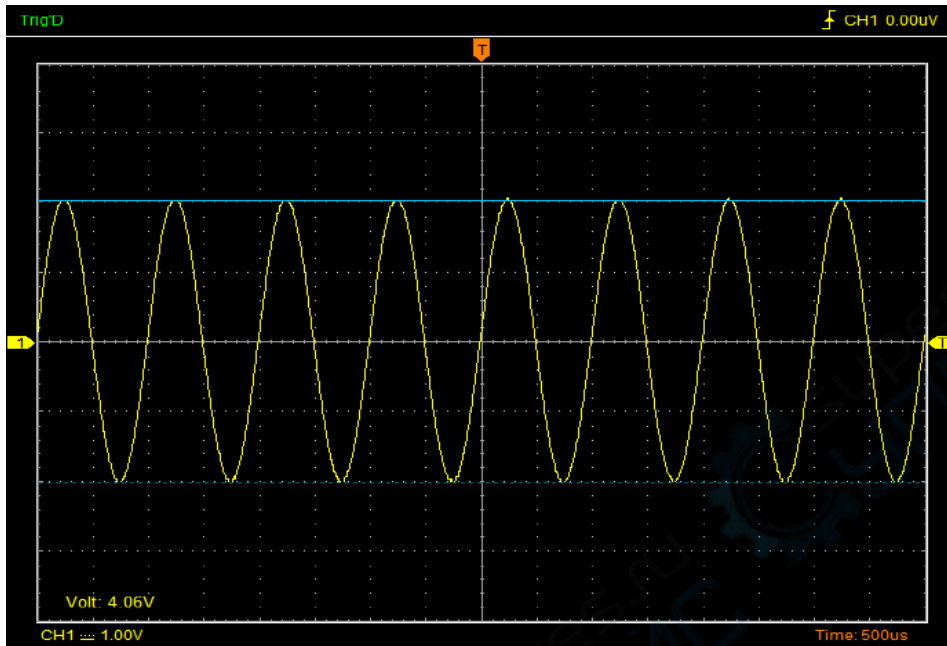 Trig'D
CH1 0.00uV
T
1
T
Volt: 4.06V
CH1 1.00V
Time: 500us